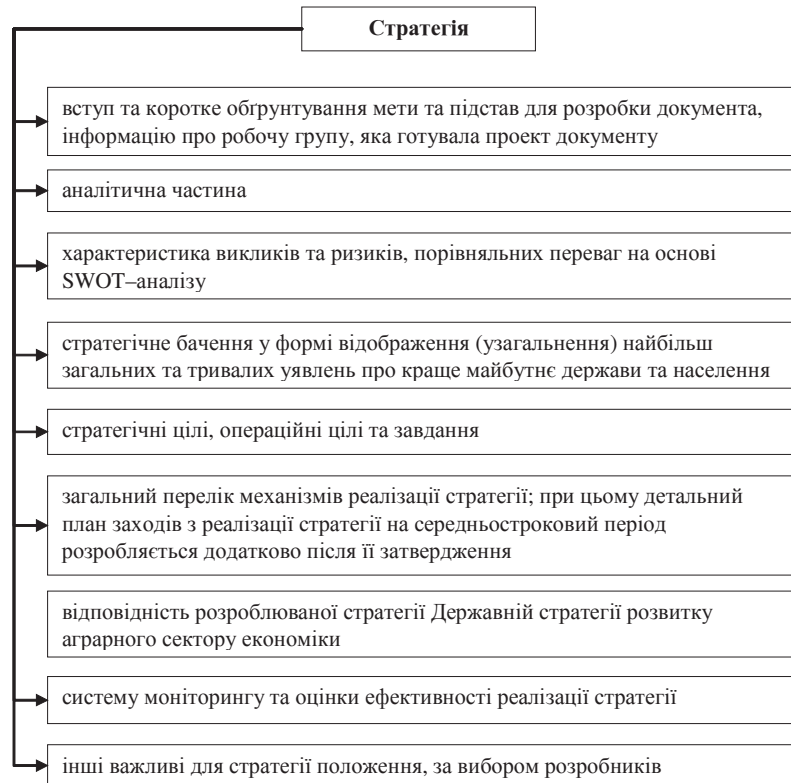 Стратегія
вступ та коротке обґрунтування мети та підстав для розробки документа,
інформацію про робочу групу, яка готувала проект документу
аналітична частина
характеристика викликів та ризиків, порівняльних переваг на основі
SWOT–аналізу
стратегічне бачення у формі відображення (узагальнення) найбільш
загальних та тривалих уявлень про краще майбутнє держави та населення
стратегічні цілі, операційні цілі та завдання
загальний перелік механізмів реалізації стратегії; при цьому детальний
план заходів з реалізації стратегії на середньостроковий період
розробляється додатково після її затвердження
відповідність розроблюваної стратегії Державній стратегії розвитку
аграрного сектору економіки
систему моніторингу та оцінки ефективності реалізації стратегії
інші важливі для стратегії положення, за вибором розробників